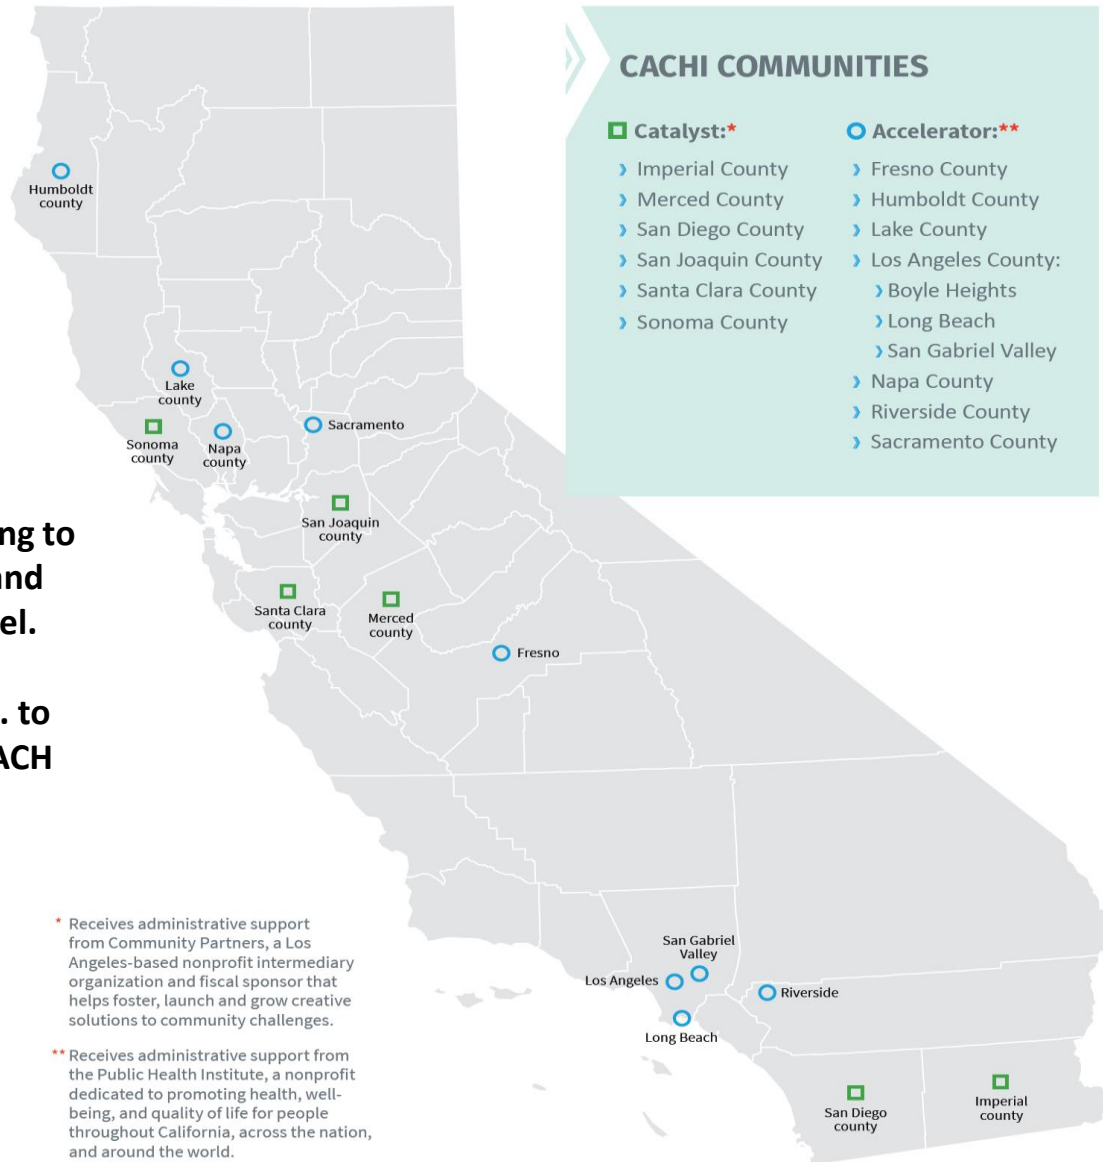 CACHI COMMUNITIES
Catalyst:*
Imperial County
Merced County
San Diego County
San Joaquin County
Santa Clara County
Sonoma County
Accelerator:**
Fresno County
Humboldt County
Lake County
Los Angeles County:
Boyle Heights
Long Beach
San Gabriel Valley
Napa County
Riverside County
Sacramento County
Humboldt
county
Lake
county
Sonoma
county
Napa
county
Sacramento
San Joaquin
county
Santa Clara
county
Merced
county
Fresno
ng to
and
el.
. to
ACH
San Gabriel
Valley
Los Angeles
Long Beach
Riverside
San Diego
county
Imperial
county
* Receives administrative support
from Community Partners, a Los
Angeles-based nonprofit intermediary
organization and fiscal sponsor that
helps foster, launch and grow creative
solutions to community challenges.
** Receives administrative support from
the Public Health Institute, a nonprofit
dedicated to promoting health, well-
being, and quality of life for people
throughout California, across the nation,
and around the world.